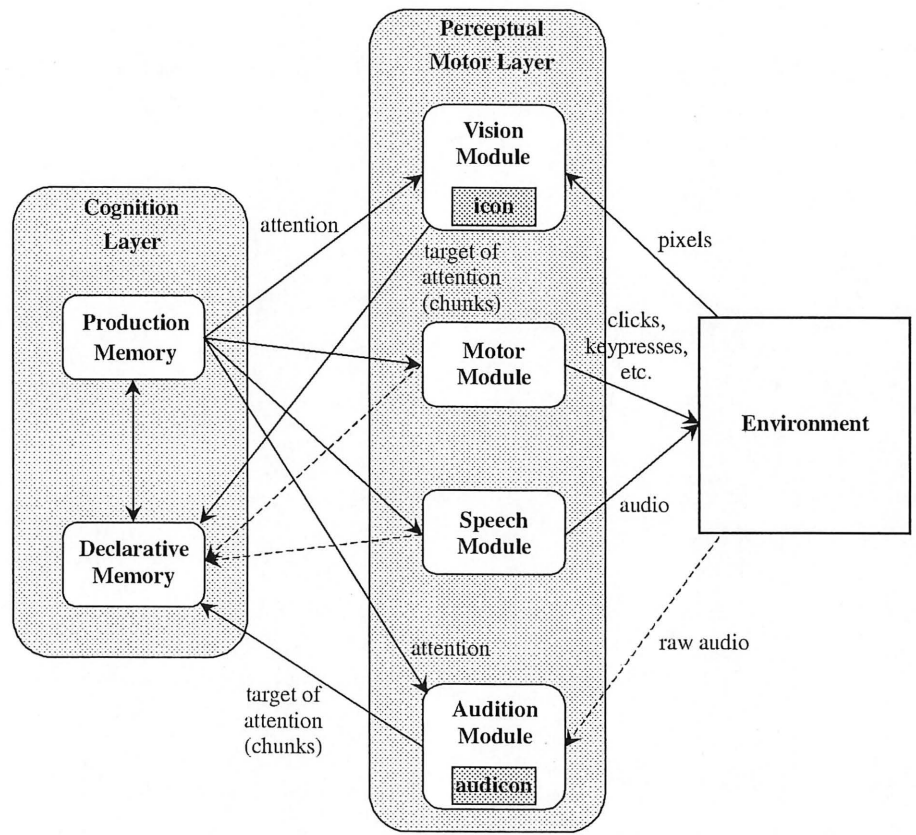 Perceptual
Motor Layer
Vision
Module
icon
Cognition
Layer
attention
target of
attention
(chunks)
pixels
Production
Memory
Motor
Module
clicks,
keypresses,
etc.
Environment
Declarative
Memory
Speech
Module
audio
attention
raw audio
target of
attention
(chunks)
Audition
Module
audicon